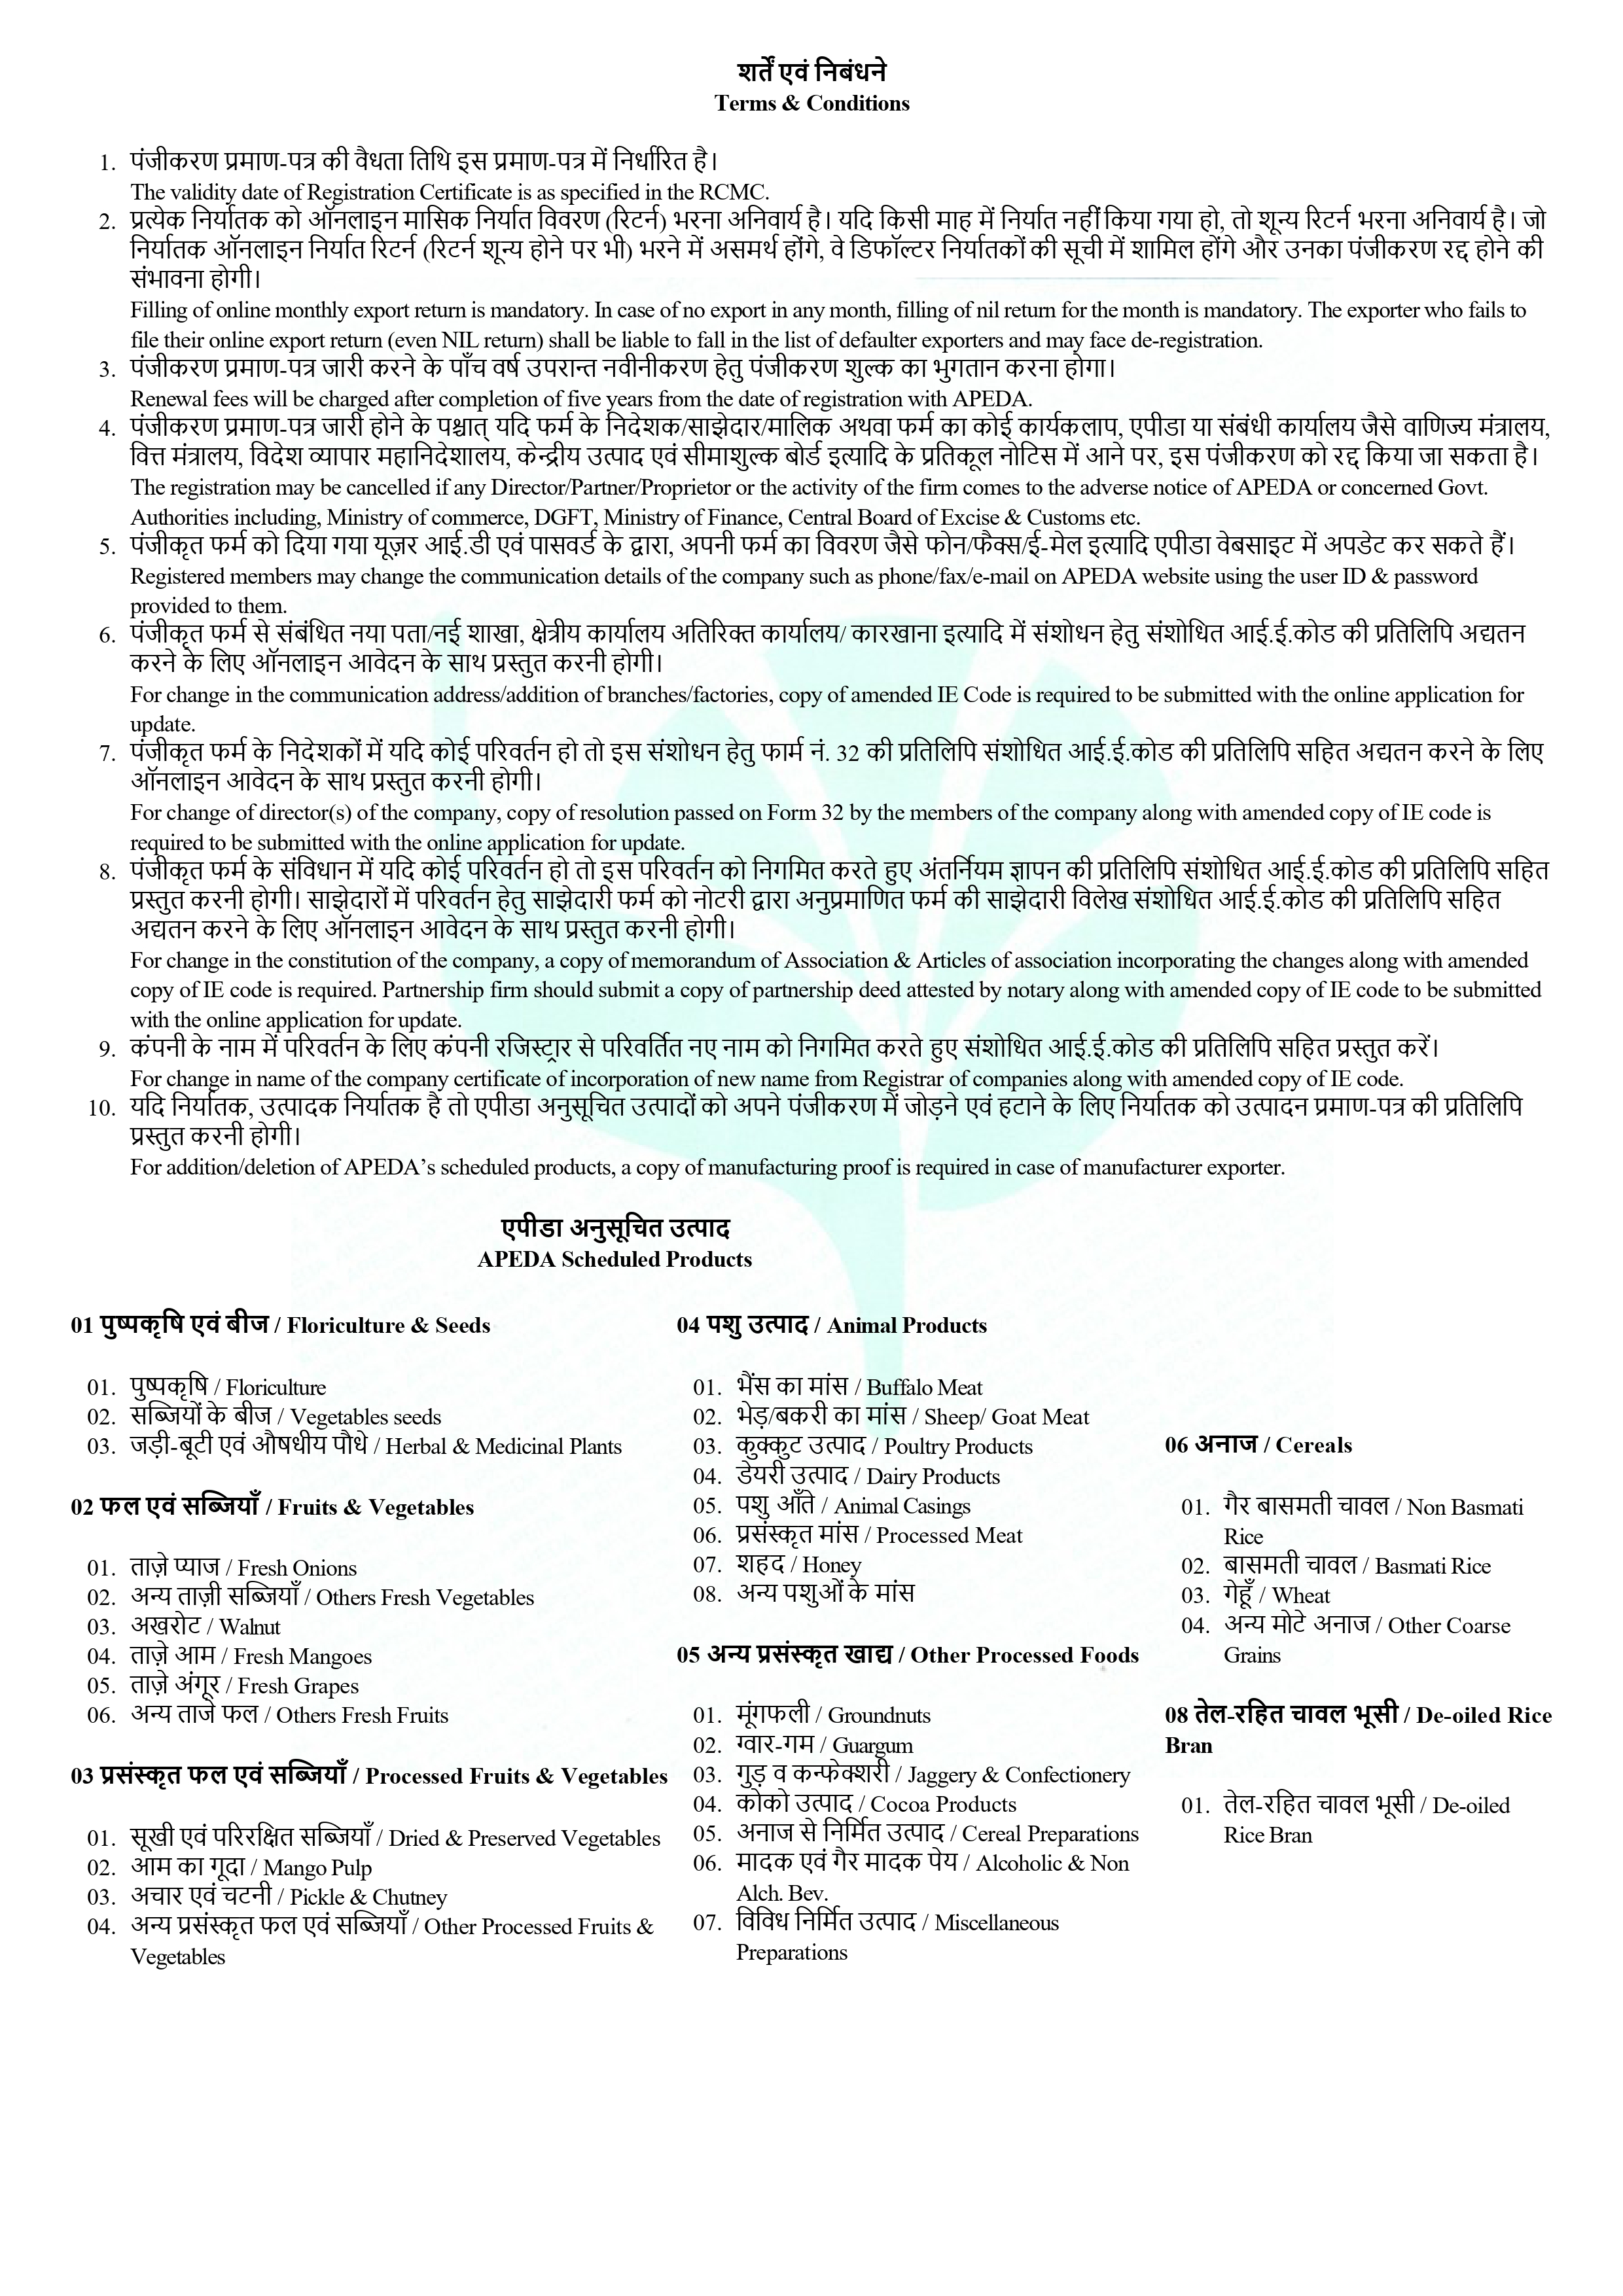 शर्तें एवं निबंधने
Terms & Conditions
1. पंजीकरण प्रमाण-पत्र की वैधता तिथि इस प्रमाण-पत्र में निर्धारित है।
The validity date of Registration Certificate is as specified in the RCMC.
2. प्रत्येक निर्यातक को ऑनलाइन मासिक निर्यात विवरण (रिटर्न) भरना अनिवार्य है। यदि किसी माह में निर्यात नहीं किया गया हो, तो शून्य रिटर्न भरना अनिवार्य है। जो
निर्यातक ऑनलाइन निर्यात रिटर्न (रिटर्न शून्य होने पर भी) भरने में असमर्थ होंगे, वे डिफॉल्टर निर्यातकों की सूची में शामिल होंगे और उनका पंजीकरण रद्द होने की
संभावना होगी।
Filling of online monthly export return is mandatory. In case of no export in any month, filling of nil return for the month is mandatory. The exporter who fails to
file their online export return (even NIL return) shall be liable to fall in the list of defaulter exporters and may face de-registration.
3. पंजीकरण प्रमाण-पत्र जारी करने के पाँच वर्ष उपरान्त नवीनीकरण हेतु पंजीकरण शुल्क का भुगतान करना होगा।
Renewal fees will be charged after completion of five years from the date of registration with APEDA.
4. पंजीकरण प्रमाण-पत्र जारी होने के पश्चात् यदि फर्म के निदेशक/साझेदार/मालिक अथवा फर्म का कोई कार्यकलाप, एपीडा या संबंधी कार्यालय जैसे वाणिज्य मंत्रालय,
वित्त मंत्रालय, विदेश व्यापार महानिदेशालय, केन्द्रीय उत्पाद एवं सीमाशुल्क बोर्ड इत्यादि के प्रतिकूल नोटिस में आने पर, इस पंजीकरण को रद्द किया जा सकता है।
The registration may be cancelled if any Director/Partner/Proprietor or the activity of the firm comes to the adverse notice of APEDA or concerned Govt.
Authorities including, Ministry of commerce, DGFT, Ministry of Finance, Central Board of Excise & Customs etc.
5. पंजीकृत फर्म को दिया गया यूज़र आई.डी एवं पासवर्ड के द्वारा, अपनी फर्म का विवरण जैसे फोन/फैक्स/ई-मेल इत्यादि एपीडा वेबसाइट में अपडेट कर सकते हैं।
Registered members may change the communication details of the company such as phone/fax/e-mail on APEDA website using the user ID & password
provided to them.
6. पंजीकृत फर्म से संबंधित नया पता/नई शाखा, क्षेत्रीय कार्यालय अतिरिक्त कार्यालय/ कारखाना इत्यादि में संशोधन हेतु संशोधित आई.ई.कोड की प्रतिलिपि अद्यतन
करने के लिए ऑनलाइन आवेदन के साथ प्रस्तुत करनी होगी।
For change in the communication address/addition of branches/factories, copy of amended IE Code is required to be submitted with the online application for
update.
7. पंजीकृत फर्म के निदेशकों में यदि कोई परिवर्तन हो तो इस संशोधन हेतु फार्म नं. 32 की प्रतिलिपि संशोधित आई.ई.कोड की प्रतिलिपि सहित अद्यतन करने के लिए
ऑनलाइन आवेदन के साथ प्रस्तुत करनी होगी।
For change of director(s) of the company, copy of resolution passed on Form 32 by the members of the company along with amended copy of IE code is
required to be submitted with the online application for update.
8. पंजीकृत फर्म के संविधान में यदि कोई परिवर्तन हो तो इस परिवर्तन को निगमित करते हुए अंतर्नियम ज्ञापन की प्रतिलिपि संशोधित आई.ई.कोड की प्रतिलिपि सहित
प्रस्तुत करनी होगी। साझेदारों में परिवर्तन हेतु साझेदारी फर्म को नोटरी द्वारा अनुप्रमाणित फर्म की साझेदारी विलेख संशोधित आई.ई.कोड की प्रतिलिपि सहित
अद्यतन करने के लिए ऑनलाइन आवेदन के साथ प्रस्तुत करनी होगी।
For change in the constitution of the company, a copy of memorandum of Association & Articles of association incorporating the changes along with amended
copy of IE code is required. Partnership firm should submit a copy of partnership deed attested by notary along with amended copy of IE code to be submitted
with the online application for update.
9. कंपनी के नाम में परिवर्तन के लिए कंपनी रजिस्ट्रार से परिवर्तित नए नाम को निगमित करते हुए संशोधित आई.ई.कोड की प्रतिलिपि सहित प्रस्तुत करें।
For change in name of the company certificate of incorporation of new name from Registrar of companies along with amended copy of IE code.
10. यदि निर्यातक, उत्पादक निर्यातक है तो एपीडा अनुसूचित उत्पादों को अपने पंजीकरण में जोड़ने एवं हटाने के लिए निर्यातक को उत्पादन प्रमाण-पत्र की प्रतिलिपि
प्रस्तुत करनी होगी।
For addition/deletion of APEDA’s scheduled products, a copy of manufacturing proof is required in case of manufacturer exporter.
एपीडा अनुसूचित उत्पाद
APEDA Scheduled Products
01 पुष्पकृषि एवं बीज / Floriculture & Seeds
01. पुष्पकृषि / Floriculture
02. सब्जियों के बीज / Vegetables seeds
03. जड़ी-बूटी एवं औषधीय पौधे / Herbal & Medicinal Plants
02 फल एवं सब्जियाँ / Fruits & Vegetables
01. ताज़े प्याज / Fresh Onions
02. अन्य ताज़ी सब्जियाँ / Others Fresh Vegetables
03. अखरोट / Walnut
04. ताज़े आम / Fresh Mangoes
05. ताज़े अंगूर / Fresh Grapes
06. अन्य ताजे फल / Others Fresh Fruits
03 प्रसंस्कृत फल एवं सब्जियाँ / Processed Fruits & Vegetables
01. सूखी एवं परिरक्षित सब्जियाँ / Dried & Preserved Vegetables
02. आम का गूदा / Mango Pulp
03. अचार एवं चटनी / Pickle & Chutney
04. अन्य प्रसंस्कृत फल एवं सब्जियाँ / Other Processed Fruits &
Vegetables
04 पशु उत्पाद / Animal Products
01. भैंस का मांस / Buffalo Meat
02. भेड़/बकरी का मांस / Sheep/ Goat Meat
03. कुक्कुट उत्पाद / Poultry Products
04. डेयरी उत्पाद / Dairy Products
05. पशु आँते / Animal Casings
06. प्रसंस्कृत मांस / Processed Meat
07. शहद / Honey
08. अन्य पशुओं के मांस
05 अन्य प्रसंस्कृत खाद्य / Other Processed Foods
01. मूंगफली / Groundnuts
02. ग्वार-गम / Guargum
03. गुड़ व कन्फेक्शरी / Jaggery & Confectionery
04. कोको उत्पाद / Cocoa Products
05. अनाज से निर्मित उत्पाद / Cereal Preparations
06. मादक एवं गैर मादक पेय / Alcoholic & Non
Alch. Bev.
07. विविध निर्मित उत्पाद / Miscellaneous
Preparations
06 अनाज / Cereals
01. गैर बासमती चावल / Non Basmati
Rice
02. बासमती चावल / Basmati Rice
03. गेहूँ / Wheat
04. अन्य मोटे अनाज / Other Coarse
Grains
08 तेल-रहित चावल भूसी / De-oiled Rice
Bran
01. तेल-रहित चावल भूसी / De-oiled
Rice Bran